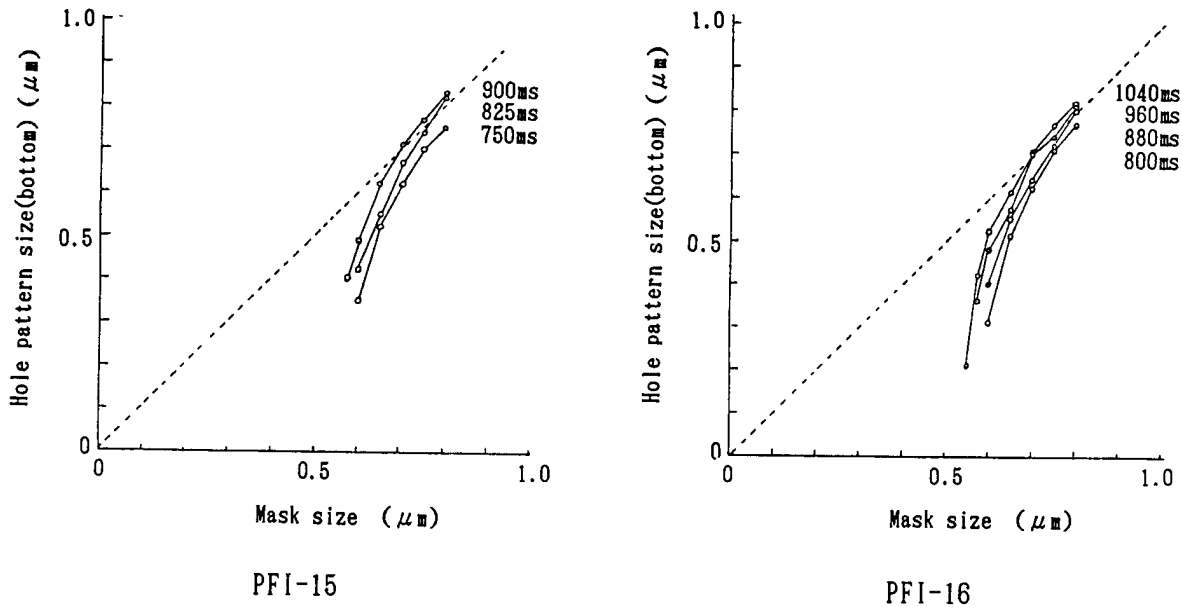 Hole pattern size(bottom) (μm)
1.0
0.5
0
900ms
825ms
750ms
0
0.5
1.0
Mask size (μm)
PFI-15
Hole pattern size(bottom) (μm)
1.0
0.5
0
1040ms
960ms
880ms
800ms
0
0.5
1.0
Mask size (μm)
PFI-16